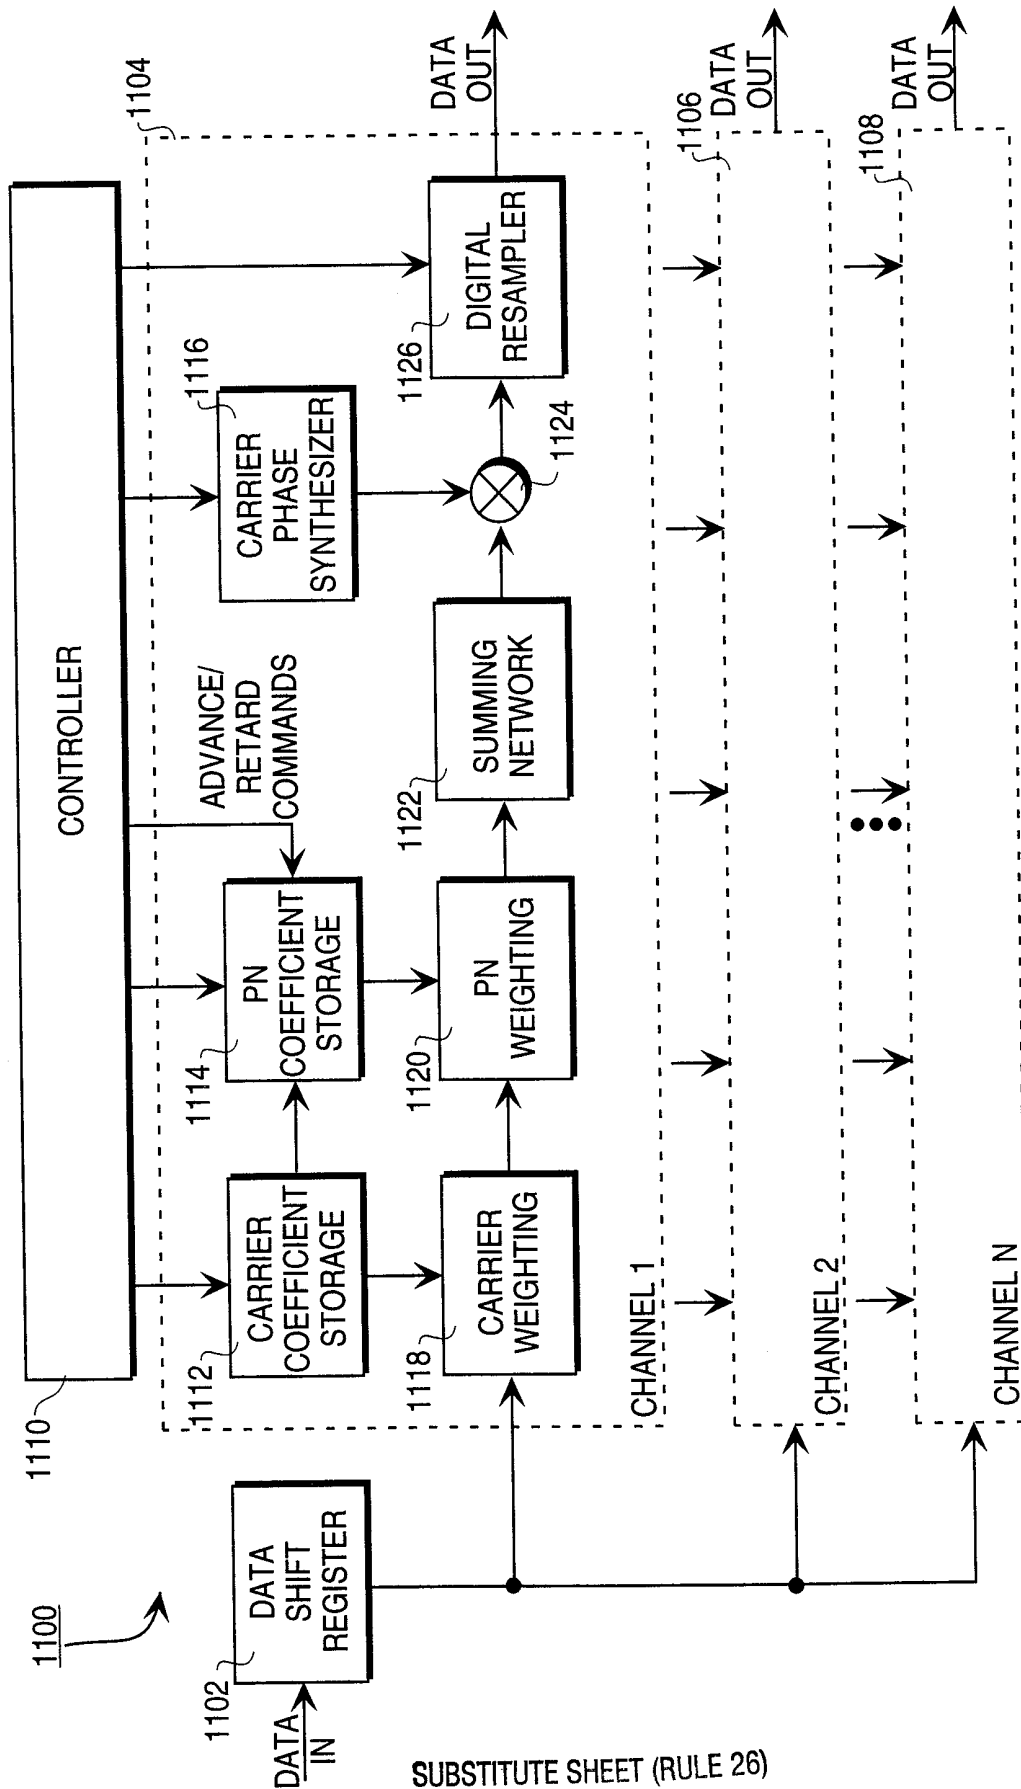 1100
1110
CONTROLLER
1104
1102
DATA
SHIFT
REGISTER
DATA
IN
1112
CARRIER
COEFFICIENT
STORAGE
1114
PN
COEFFICIENT
STORAGE
ADVANCE/
RETARD
COMMANDS
1116
CARRIER
PHASE
SYNTHESIZER
1118
CARRIER
WEIGHTING
1120
PN
WEIGHTING
1122
SUMMING
NETWORK
1124
1126
DIGITAL
RESAMPLER
DATA
OUT
CHANNEL 1
1106
DATA
OUT
CHANNEL 2
1108
DATA
OUT
CHANNEL N
SUBSTITUTE SHEET (RULE 26)